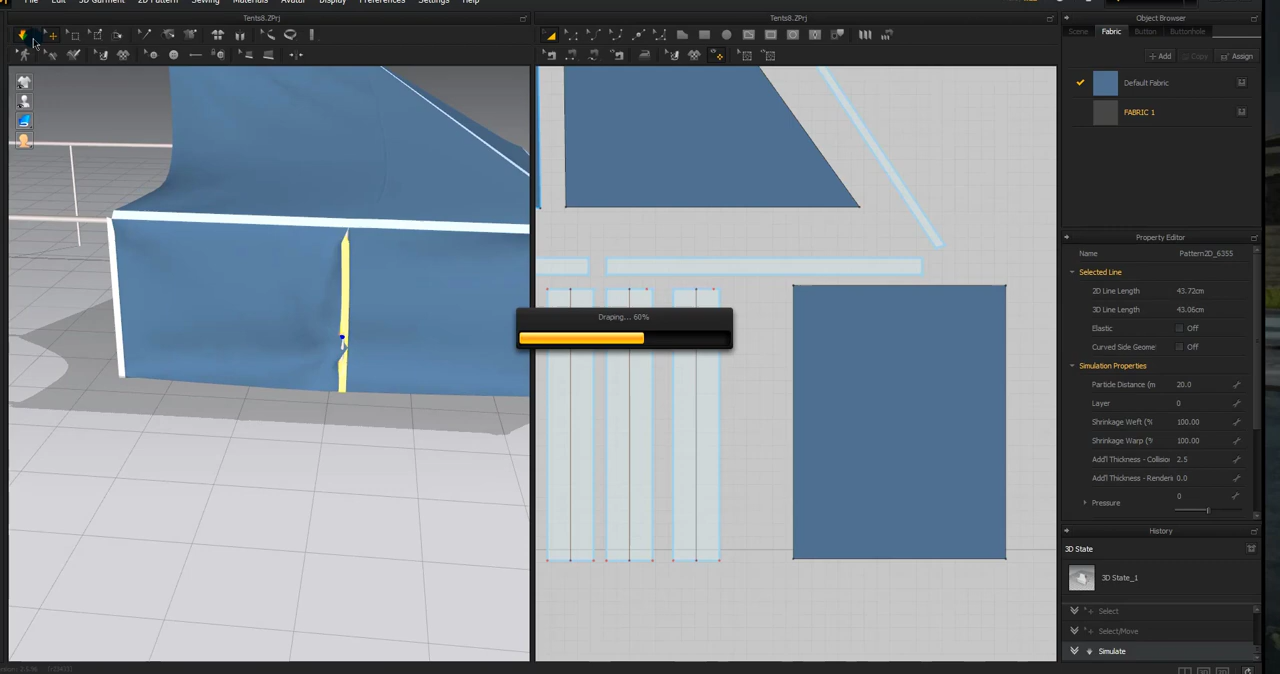 File Edit 3D Garment 2D Pattern Sewing Materials Avatar Display Preferences Settings Help
Tents8.ZPrj
Tents8.ZPrj
Object Browser
Scene Fabric Button Buttonhole
Add Copy Assign
Default Fabric
FABRIC 1
Property Editor
Name Pattern2D_6355
Selected Line
2D Line Length 43.72cm
3D Line Length 43.06cm
Elastic Off
Curved Side Geome Off
Simulation Properties
Particle Distance (m 20.0
Layer 0
Shrinkage Weft (% 100.00
Shrinkage Warp (% 100.00
Add'l Thickness - Collisio 2.5
Add'l Thickness - Renderi 0.0
Pressure 0
Draping... 60%
History
3D State
3D State_1
Select
Select/Move
Simulate